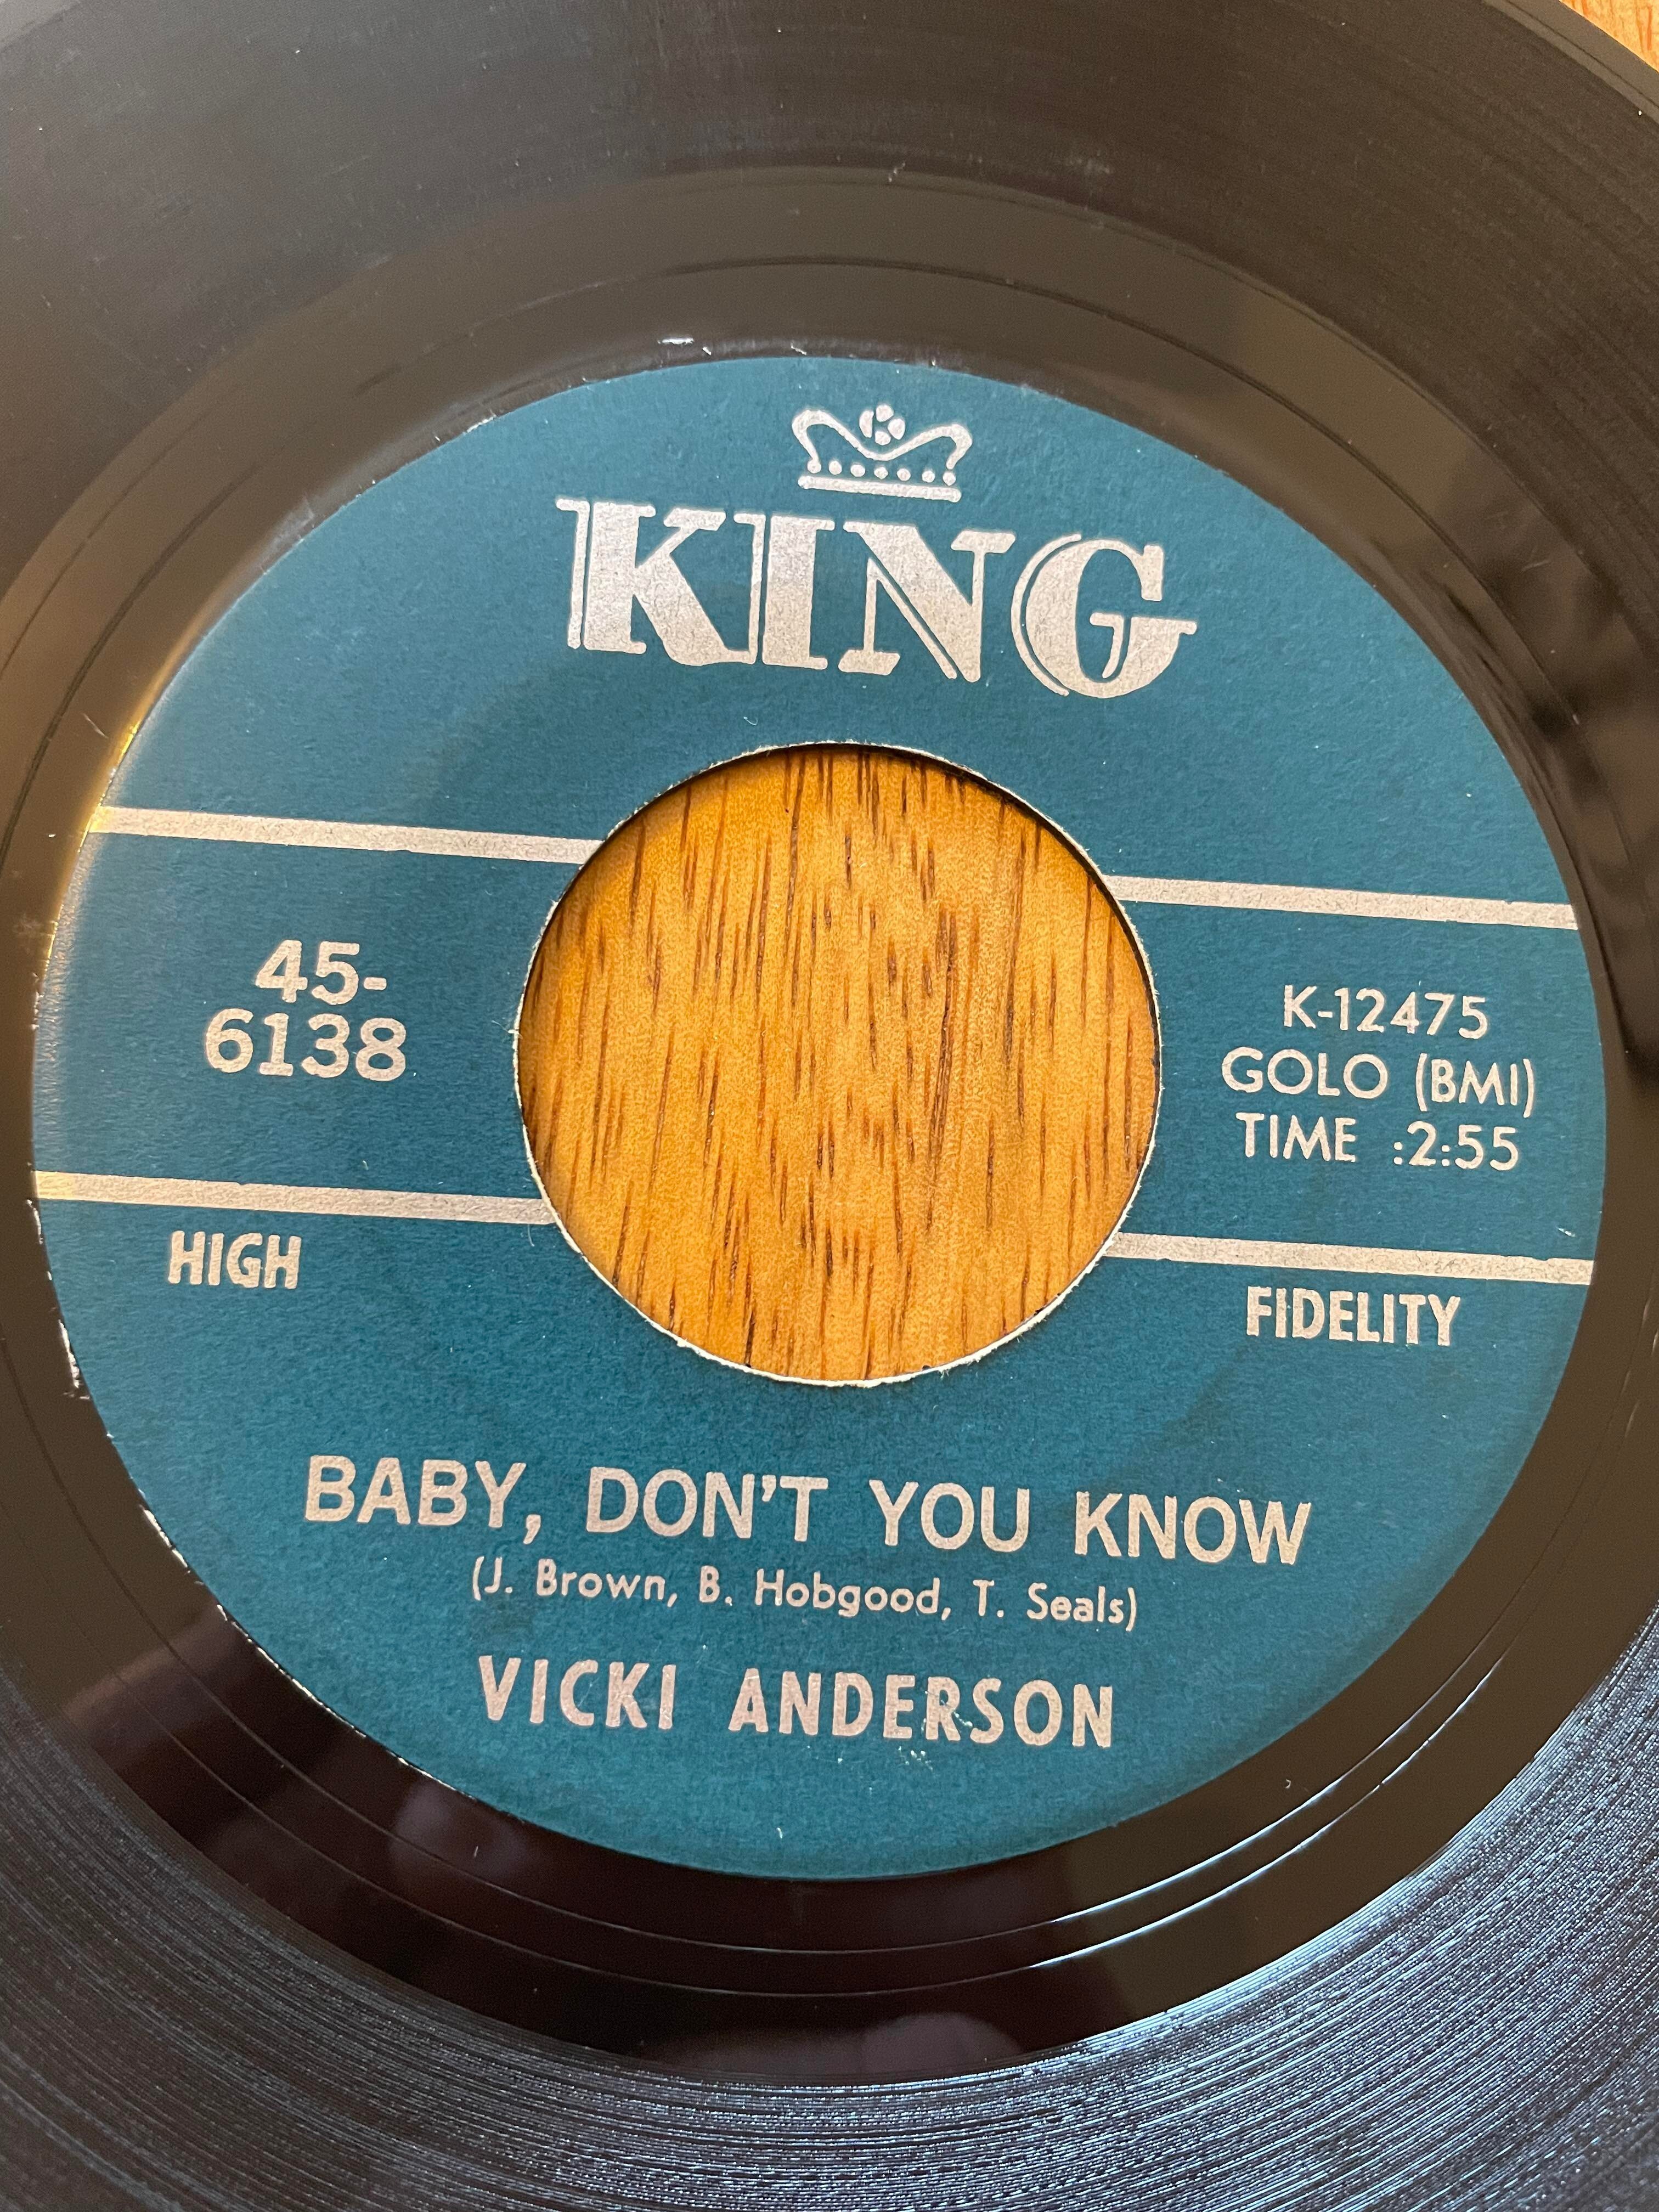 K
KING
45-
6138
K-12475
GOLO (BMI)
TIME :2:55
HIGH
FIDELITY
BABY, DON'T YOU KNOW
(J. Brown, B. Hobgood, T. Seals)
VICKI ANDERSON